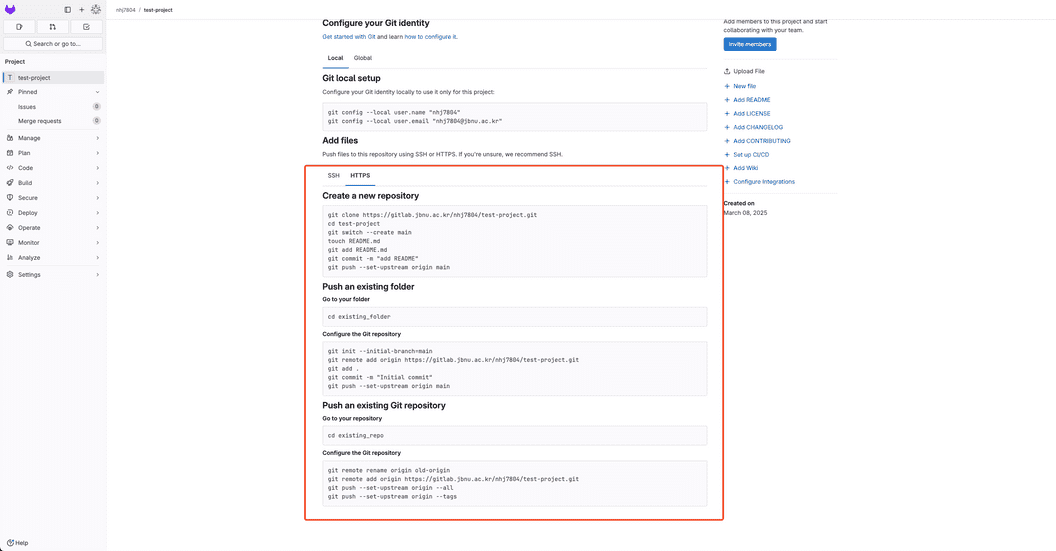 nhj7804 / test-project
Search or go to...
Project
T test-project
Pinned
Issues 0
Merge requests 0
Manage
Plan
Code
Build
Secure
Deploy
Operate
Monitor
Analyze
Settings
Help
Configure your Git identity
Get started with Git and learn how to configure it.
Local Global
Git local setup
Configure your Git identity locally to use it only for this project:
git config --local user.name "nhj7804"
git config --local user.email "nhj7804@jbnu.ac.kr"
Add files
Push files to this repository using SSH or HTTPS. If you're unsure, we recommend SSH.
SSH HTTPS
Create a new repository
git clone https://gitlab.jbnu.ac.kr/nhj7804/test-project.git
cd test-project
git switch --create main
touch README.md
git add README.md
git commit -m "add README"
git push --set-upstream origin main
Push an existing folder
Go to your folder
cd existing_folder
Configure the Git repository
git init --initial-branch=main
git remote add origin https://gitlab.jbnu.ac.kr/nhj7804/test-project.git
git add .
git commit -m "Initial commit"
git push --set-upstream origin main
Push an existing Git repository
Go to your repository
cd existing_repo
Configure the Git repository
git remote rename origin old-origin
git remote add origin https://gitlab.jbnu.ac.kr/nhj7804/test-project.git
git push --set-upstream origin --all
git push --set-upstream origin --tags
Add members to this project and start
collaborating with your team.
Invite members
Upload File
New file
Add README
Add LICENSE
Add CHANGELOG
Add CONTRIBUTING
Set up CI/CD
Add Wiki
Configure Integrations
Created on
March 08, 2025